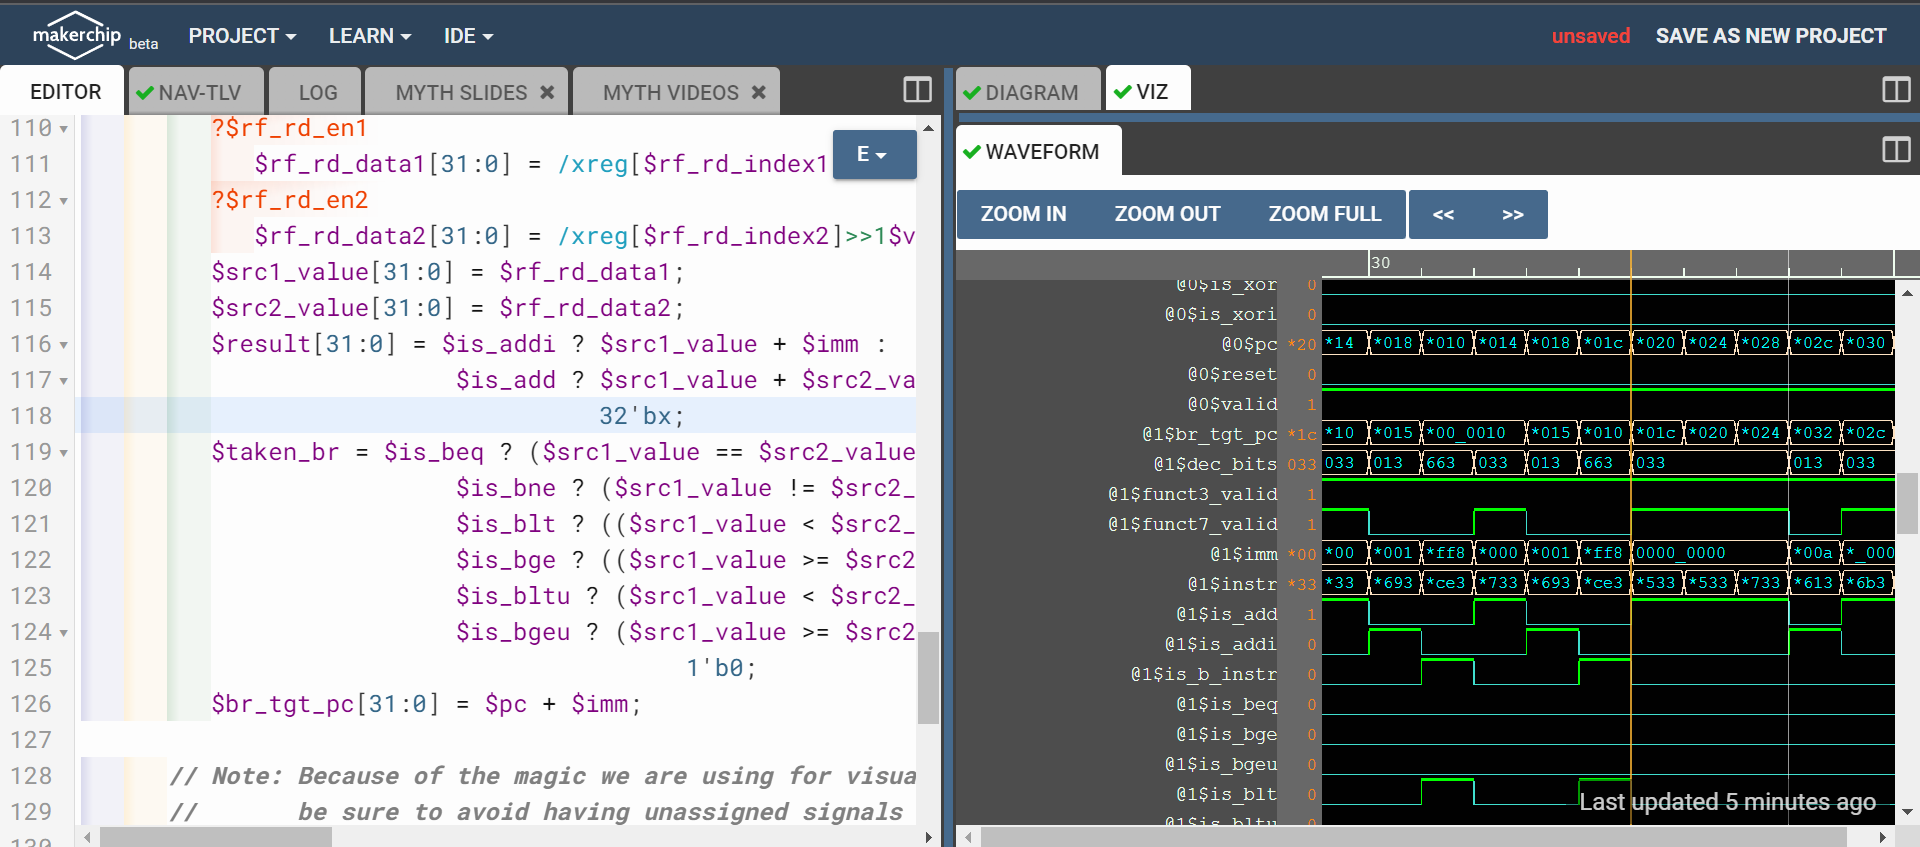 makerchip beta PROJECT LEARN IDE unsaved SAVE AS NEW PROJECT
EDITOR NAV-TLV LOG MYTH SLIDES MYTH VIDEOS
110 ?$rf_rd_en1
111 $rf_rd_data1[31:0] = /xreg[$rf_rd_index1
E
112 ?$rf_rd_en2
113 $rf_rd_data2[31:0] = /xreg[$rf_rd_index2]>>1$v
114 $src1_value[31:0] = $rf_rd_data1;
115 $src2_value[31:0] = $rf_rd_data2;
116 $result[31:0] = $is_addi ? $src1_value + $imm :
117 $is_add ? $src1_value + $src2_va
118 32'bx;
119 $taken_br = $is_beq ? ($src1_value == $src2_value
120 $is_bne ? ($src1_value != $src2_
121 $is_blt ? (($src1_value < $src2_
122 $is_bge ? (($src1_value >= $src2_
123 $is_bltu ? ($src1_value < $src2_
124 $is_bgeu ? ($src1_value >= $src2
125 1'b0;
126 $br_tgt_pc[31:0] = $pc + $imm;
127
128 // Note: Because of the magic we are using for visua
129 // be sure to avoid having unassigned signals
130
DIAGRAM VIZ
WAVEFORM
ZOOM IN ZOOM OUT ZOOM FULL << >>
30
@0$is_xor 0
@0$is_xori 0
@0$pc *20 *14 *018 *010 *014 *018 *01c *020 *024 *028 *02c *030
@0$reset 0
@0$valid 1
@1$br_tgt_pc *1c *10 *015 *00_0010 *015 *010 *01c *020 *024 *032 *02c
@1$dec_bits 033 033 013 663 033 013 663 033 013 033
@1$funct3_valid 1
@1$funct7_valid 1
@1$imm *00 *00 *001 *ff8 *000 *001 *ff8 0000_0000 *00a *_000
@1$instr *33 *33 *693 *ce3 *733 *693 *ce3 *533 *533 *733 *613 *6b3
@1$is_add 1
@1$is_addi 0
@1$is_b_instr 0
@1$is_beq 0
@1$is_bge 0
@1$is_bgeu 0
@1$is_blt 0
Last updated 5 minutes ago
@1$is_bltu 0